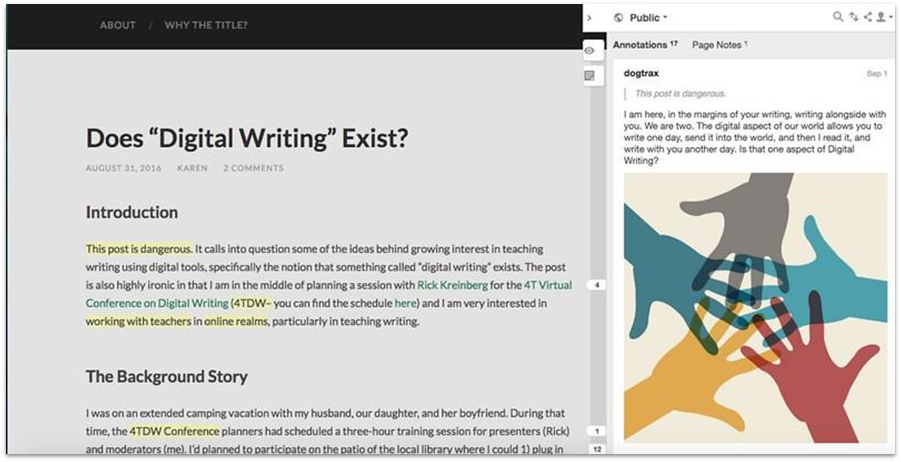 ABOUT / WHY THE TITLE?
Does “Digital Writing” Exist?
AUGUST 31, 2016 KAREN 2 COMMENTS
Introduction
This post is dangerous. It calls into question some of the ideas behind growing interest in teaching
writing using digital tools, specifically the notion that something called “digital writing” exists. The post
is also highly ironic in that I am in the middle of planning a session with Rick Kreinberg for the 4T Virtual
Conference on Digital Writing (4TDW– you can find the schedule here) and I am very interested in
working with teachers in online realms, particularly in teaching writing.
The Background Story
I was on an extended camping vacation with my husband, our daughter, and her boyfriend. During that
time, the 4TDW Conference planners had scheduled a three-hour training session for presenters (Rick)
and moderators (me). I'd planned to participate on the patio of the local library where I could 1) plug in
4
1
12
Public
Annotations 17 Page Notes 1
dogtrax Sep 1
This post is dangerous.
I am here, in the margins of your writing, writing alongside with
you. We are two. The digital aspect of our world allows you to
write one day, send it into the world, and then I read it, and
write with you another day. Is that one aspect of Digital
Writing?